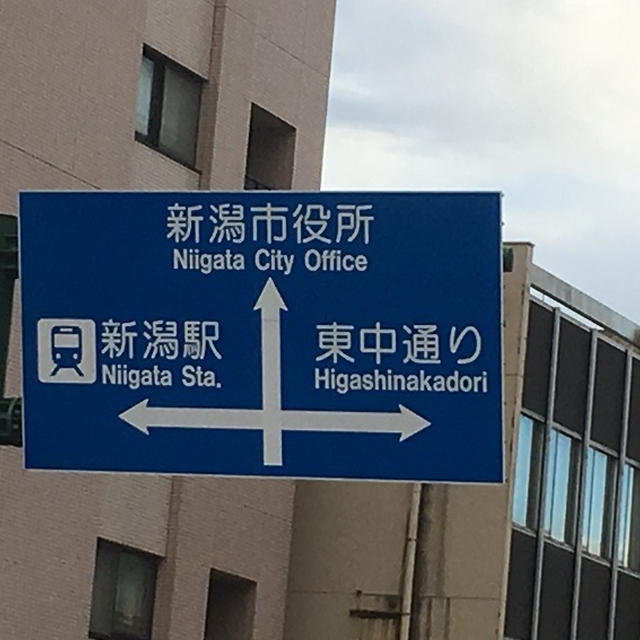 新潟市役所
Niigata City Office
新潟駅
Niigata Sta.
東中通り
Higashinakadori